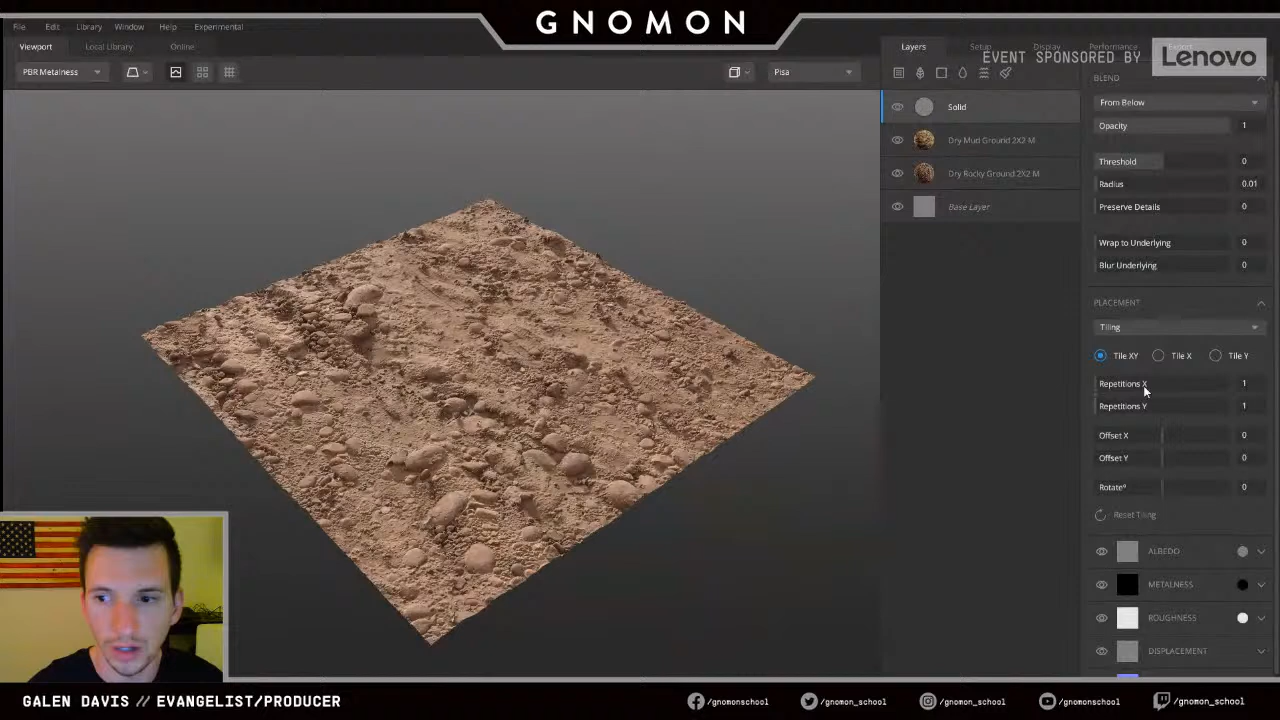 GNOMON
EVENT SPONSORED BY
Lenovo
File Edit Library Window Help Experimental
Viewport Local Library Online
PBR Metalness
Pisa
Layers Setup Display Performance Export
Solid
Dry Mud Ground 2X2 M
Dry Rocky Ground 2X2 M
Base Layer
BLEND
From Below
Opacity 1
Threshold 0
Radius 0.01
Preserve Details 0
Wrap to Underlying 0
Blur Underlying 0
PLACEMENT
Tiling
Tile XY Tile X Tile Y
Repetitions X 1
Repetitions Y 1
Offset X 0
Offset Y 0
Rotate° 0
Reset Tiling
ALBEDO
METALNESS
ROUGHNESS
DISPLACEMENT
GALEN DAVIS // EVANGELIST/PRODUCER
/gnomonschool
/gnomon_school
/gnomon_school
/gnomonschool
/gnomon_school